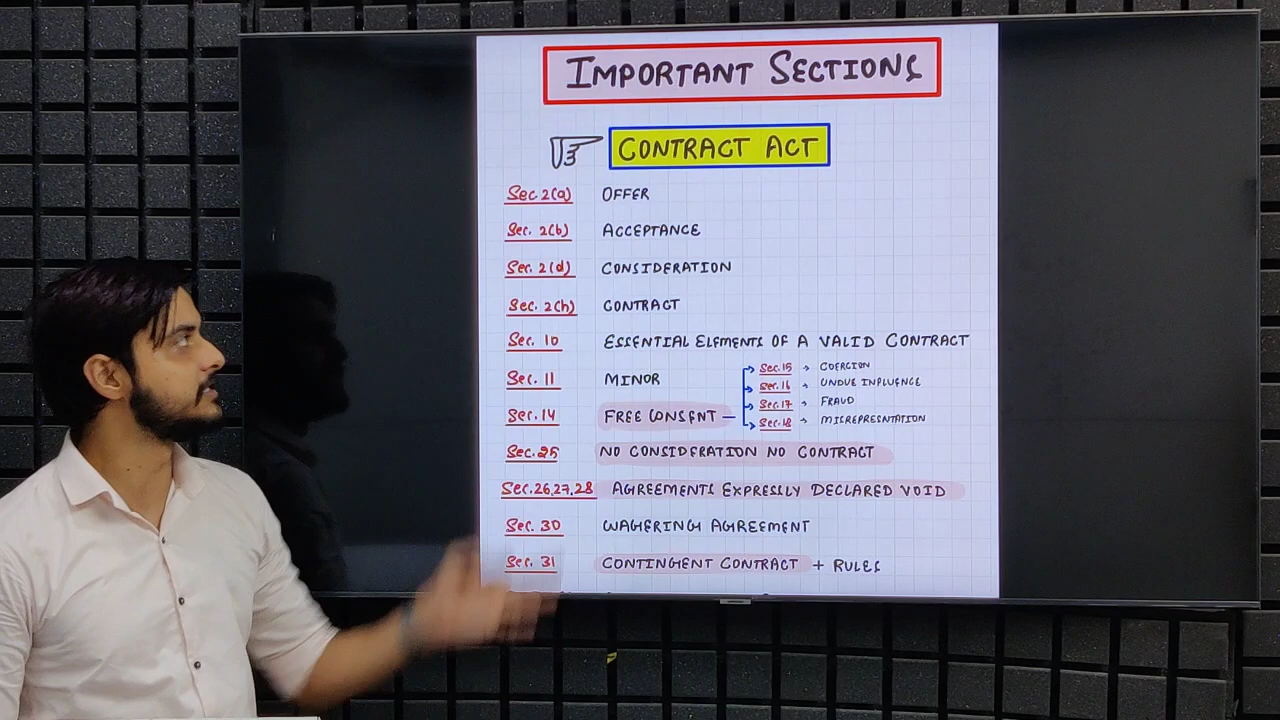 IMPORTANT SECTIONS
CONTRACT ACT
Sec. 2(a) OFFER
Sec. 2(b) ACCEPTANCE
Sec. 2(d) CONSIDERATION
Sec. 2(h) CONTRACT
Sec. 10 ESSENTIAL ELEMENTS OF A VALID CONTRACT
Sec. 11 MINOR
Sec. 14 FREE CONSENT
Sec. 15 → COERCION
Sec. 16 → UNDUE INFLUENCE
Sec. 17 → FRAUD
Sec. 18 → MISREPRESNTATION
Sec. 25 NO CONSIDERATION NO CONTRACT
Sec. 26,27,28 AGREEMENTS EXPRESSLY DECLARED VOID
Sec. 30 WAGERING AGREEMENT
Sec. 31 CONTINGENT CONTRACT + RULES